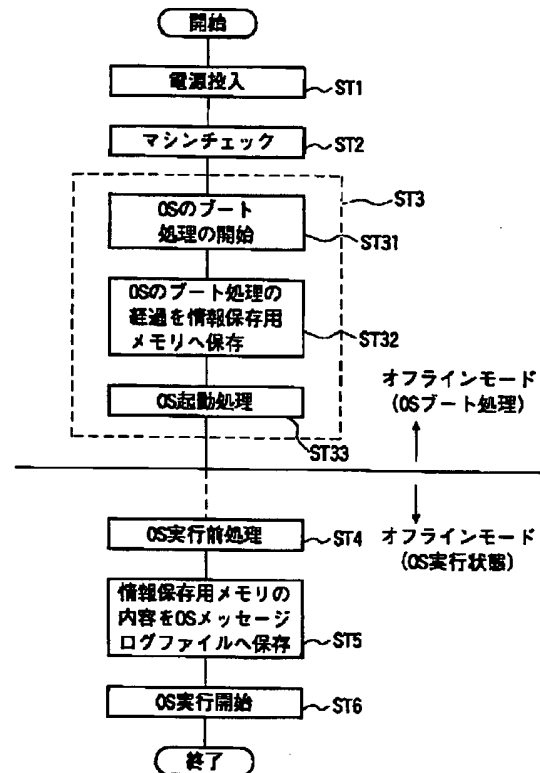 開始
電源投入
ST1
マシンチェック
ST2
ST3
OSのブート
処理の開始
ST31
OSのブート処理の
経過を情報保存用
メモリへ保存
ST32
オフラインモード
(OSブート処理)
OS起動処理
ST33
OS実行前処理
ST4
オフラインモード
(OS実行状態)
情報保存用メモリの
内容をOSメッセージ
ログファイルへ保存
ST5
OS実行開始
ST6
終了